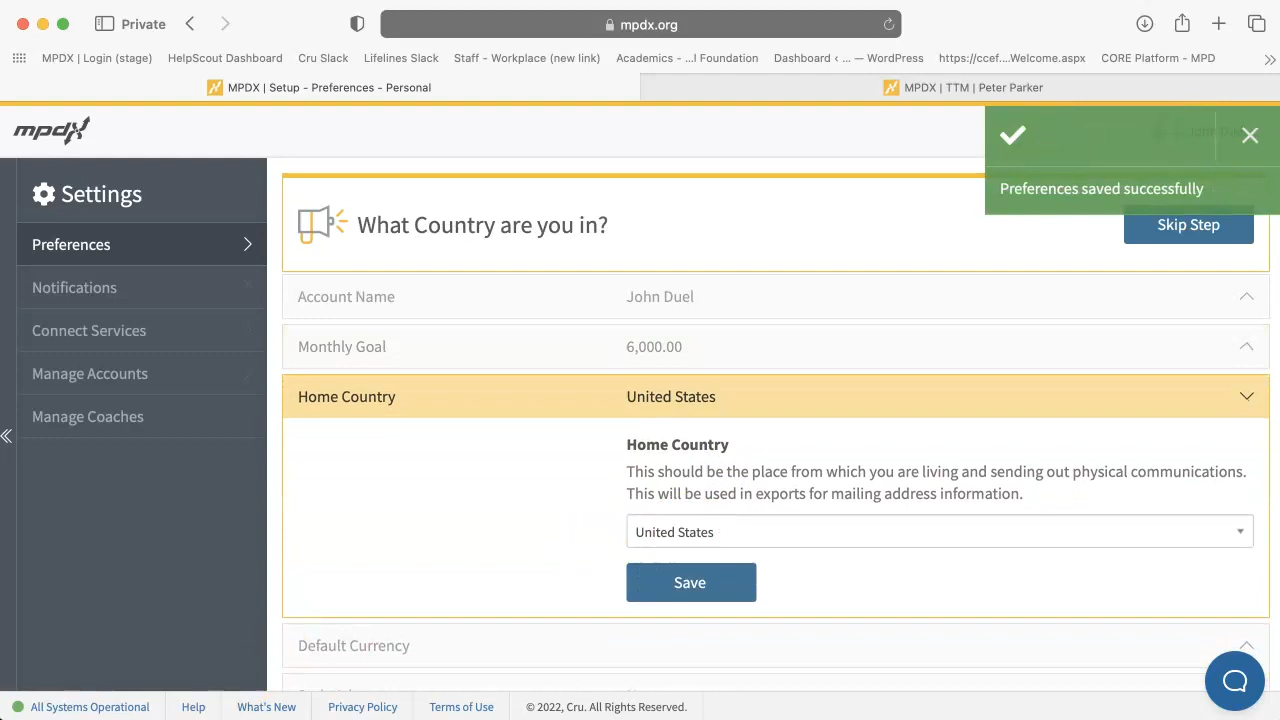 Private
mpdx.org
MPDX | Login (stage)
HelpScout Dashboard
Cru Slack
Lifelines Slack
Staff - Workplace (new link)
Academics - ...l Foundation
Dashboard ‹ ... — WordPress
https://ccef....Welcome.aspx
CORE Platform - MPD
MPDX | Setup - Preferences - Personal
MPDX | TTM | Peter Parker
mpdx
Preferences saved successfully
Settings
What Country are you in?
Skip Step
Preferences
Notifications
Connect Services
Manage Accounts
Manage Coaches
Account Name John Duel
Monthly Goal 6,000.00
Home Country United States
Home Country
This should be the place from which you are living and sending out physical communications.
This will be used in exports for mailing address information.
United States
Save
Default Currency
All Systems Operational
Help
What's New
Privacy Policy
Terms of Use
© 2022, Cru. All Rights Reserved.